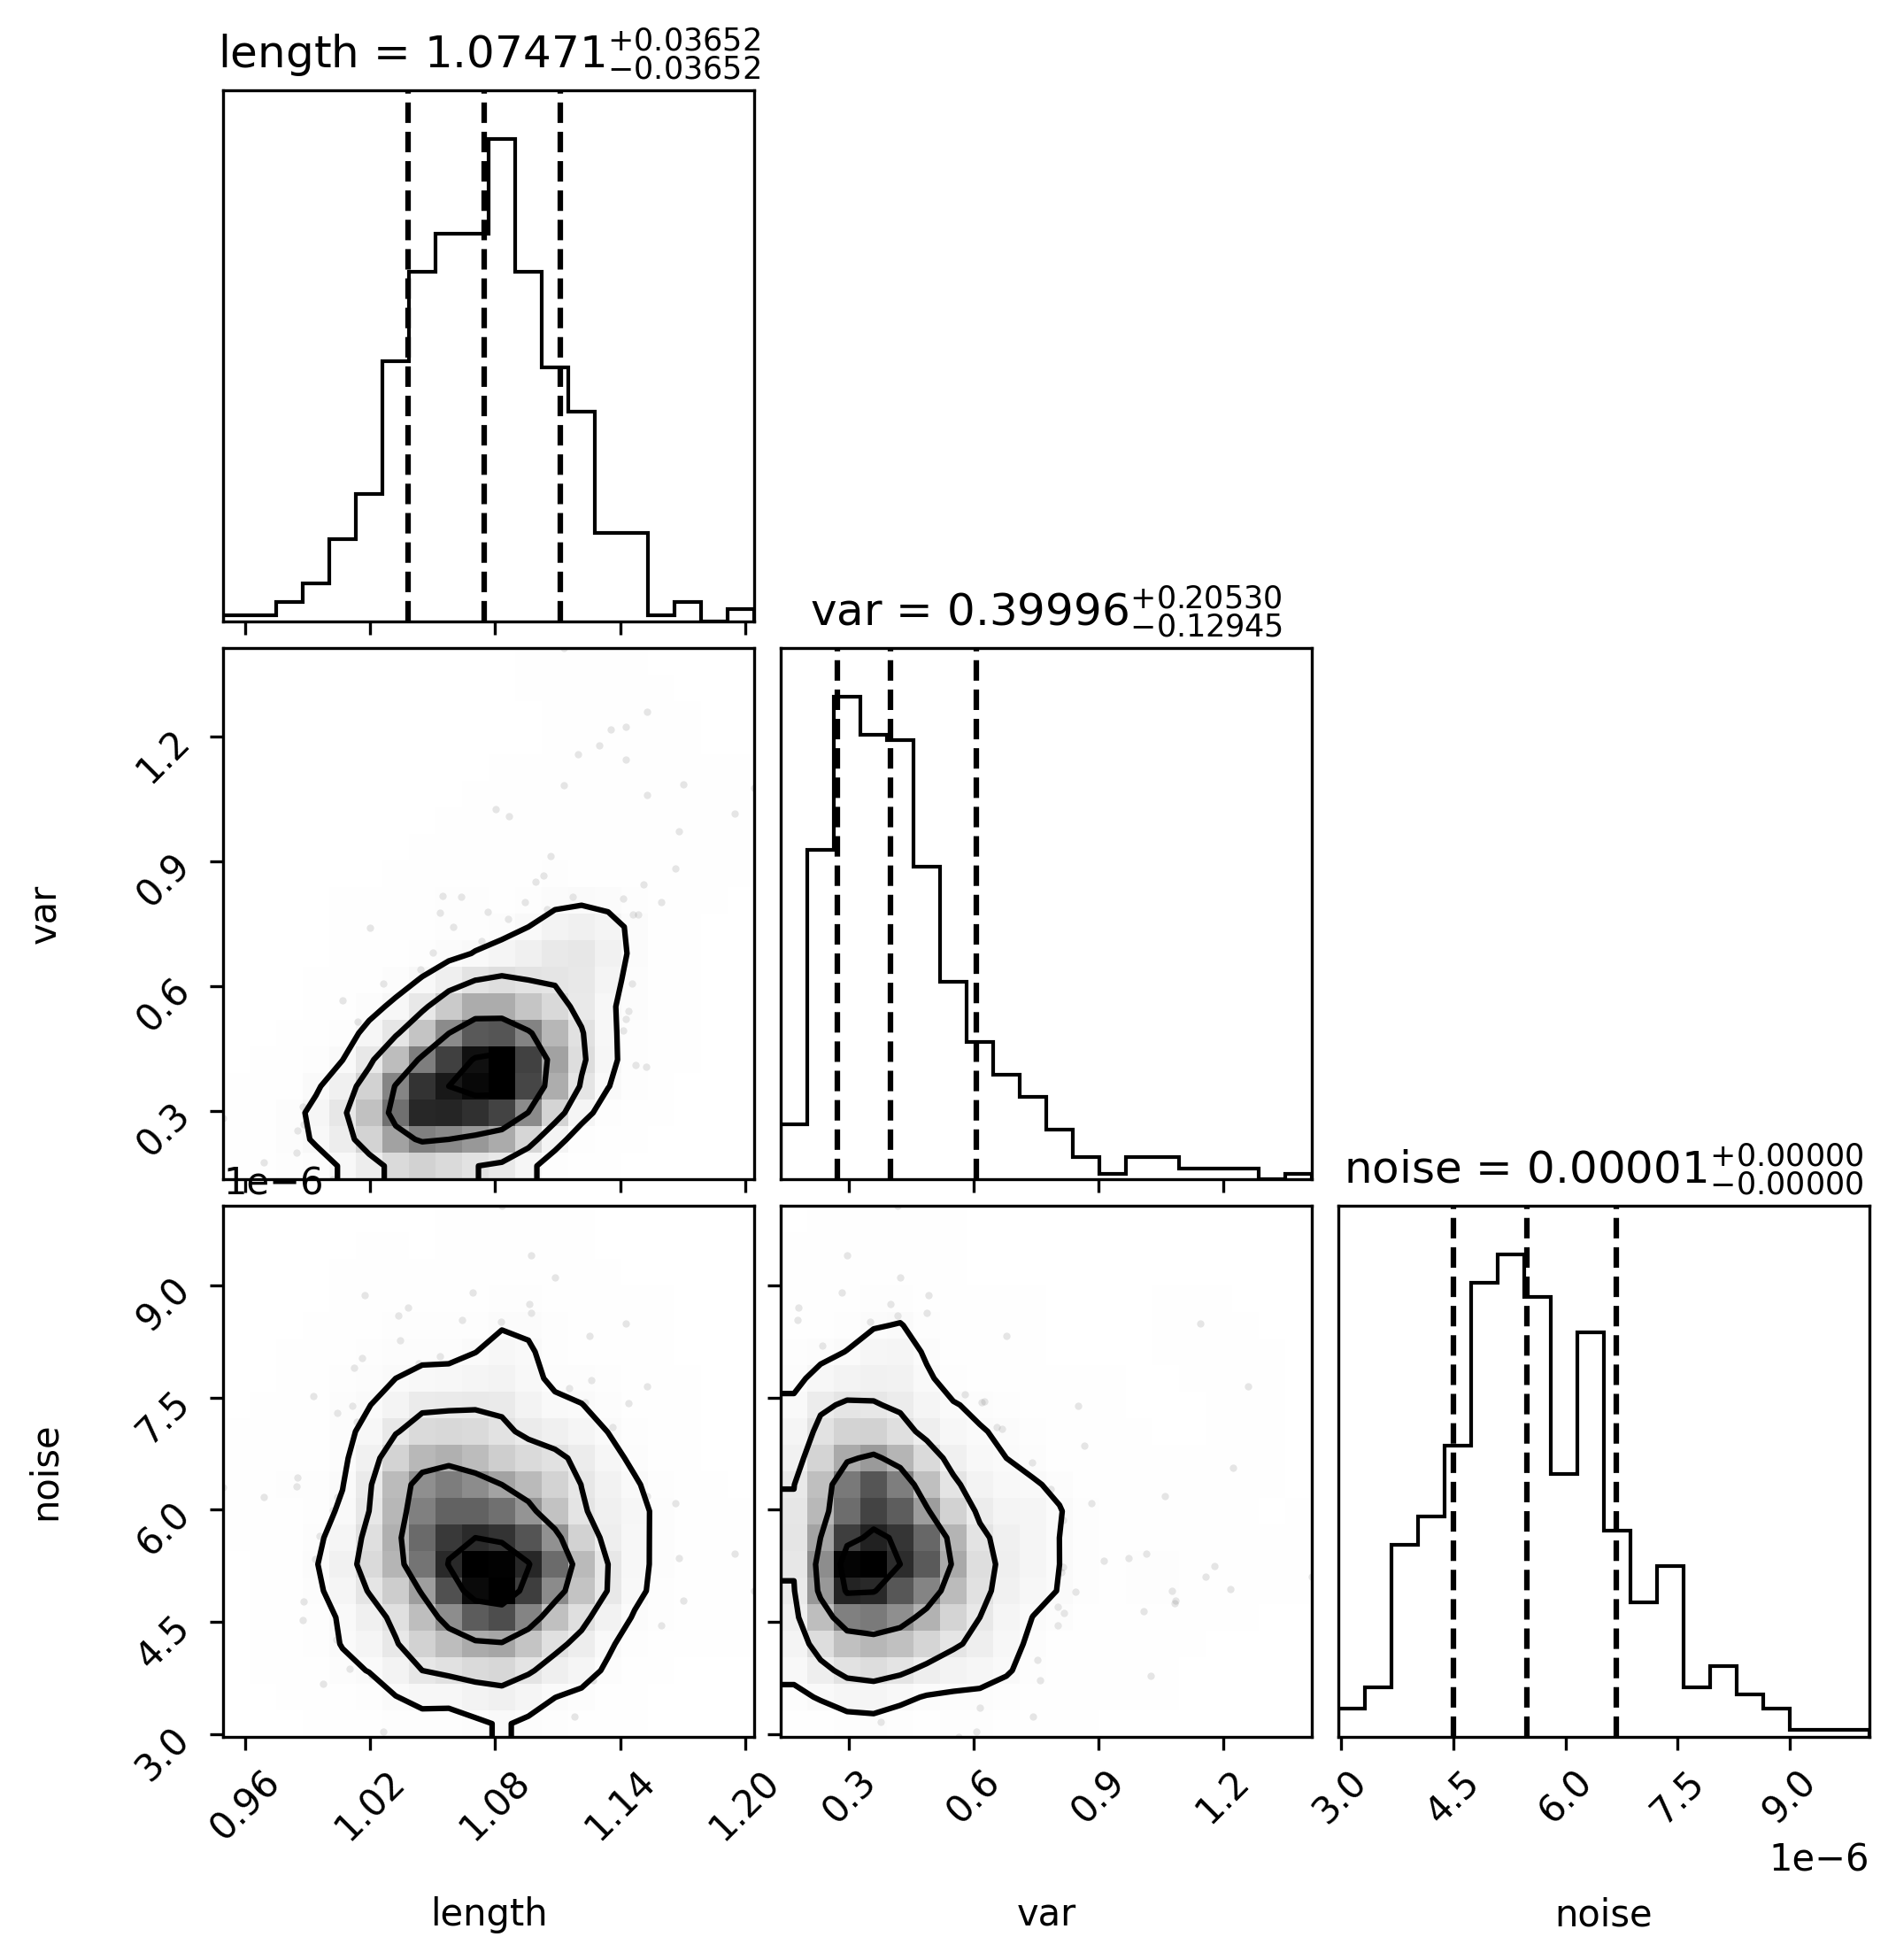 length = 1.07471 +0.03652 −0.03652
var = 0.39996 +0.20530 −0.12945
1.2
0.9
0.6
0.3
var
1e−6
noise = 0.00001 +0.00000 −0.00000
9.0
7.5
6.0
4.5
3.0
noise
0.96 1.02 1.08 1.14 1.20 0.3 0.6 0.9 1.2 3.0 4.5 6.0 7.5 9.0
1e−6
length var noise